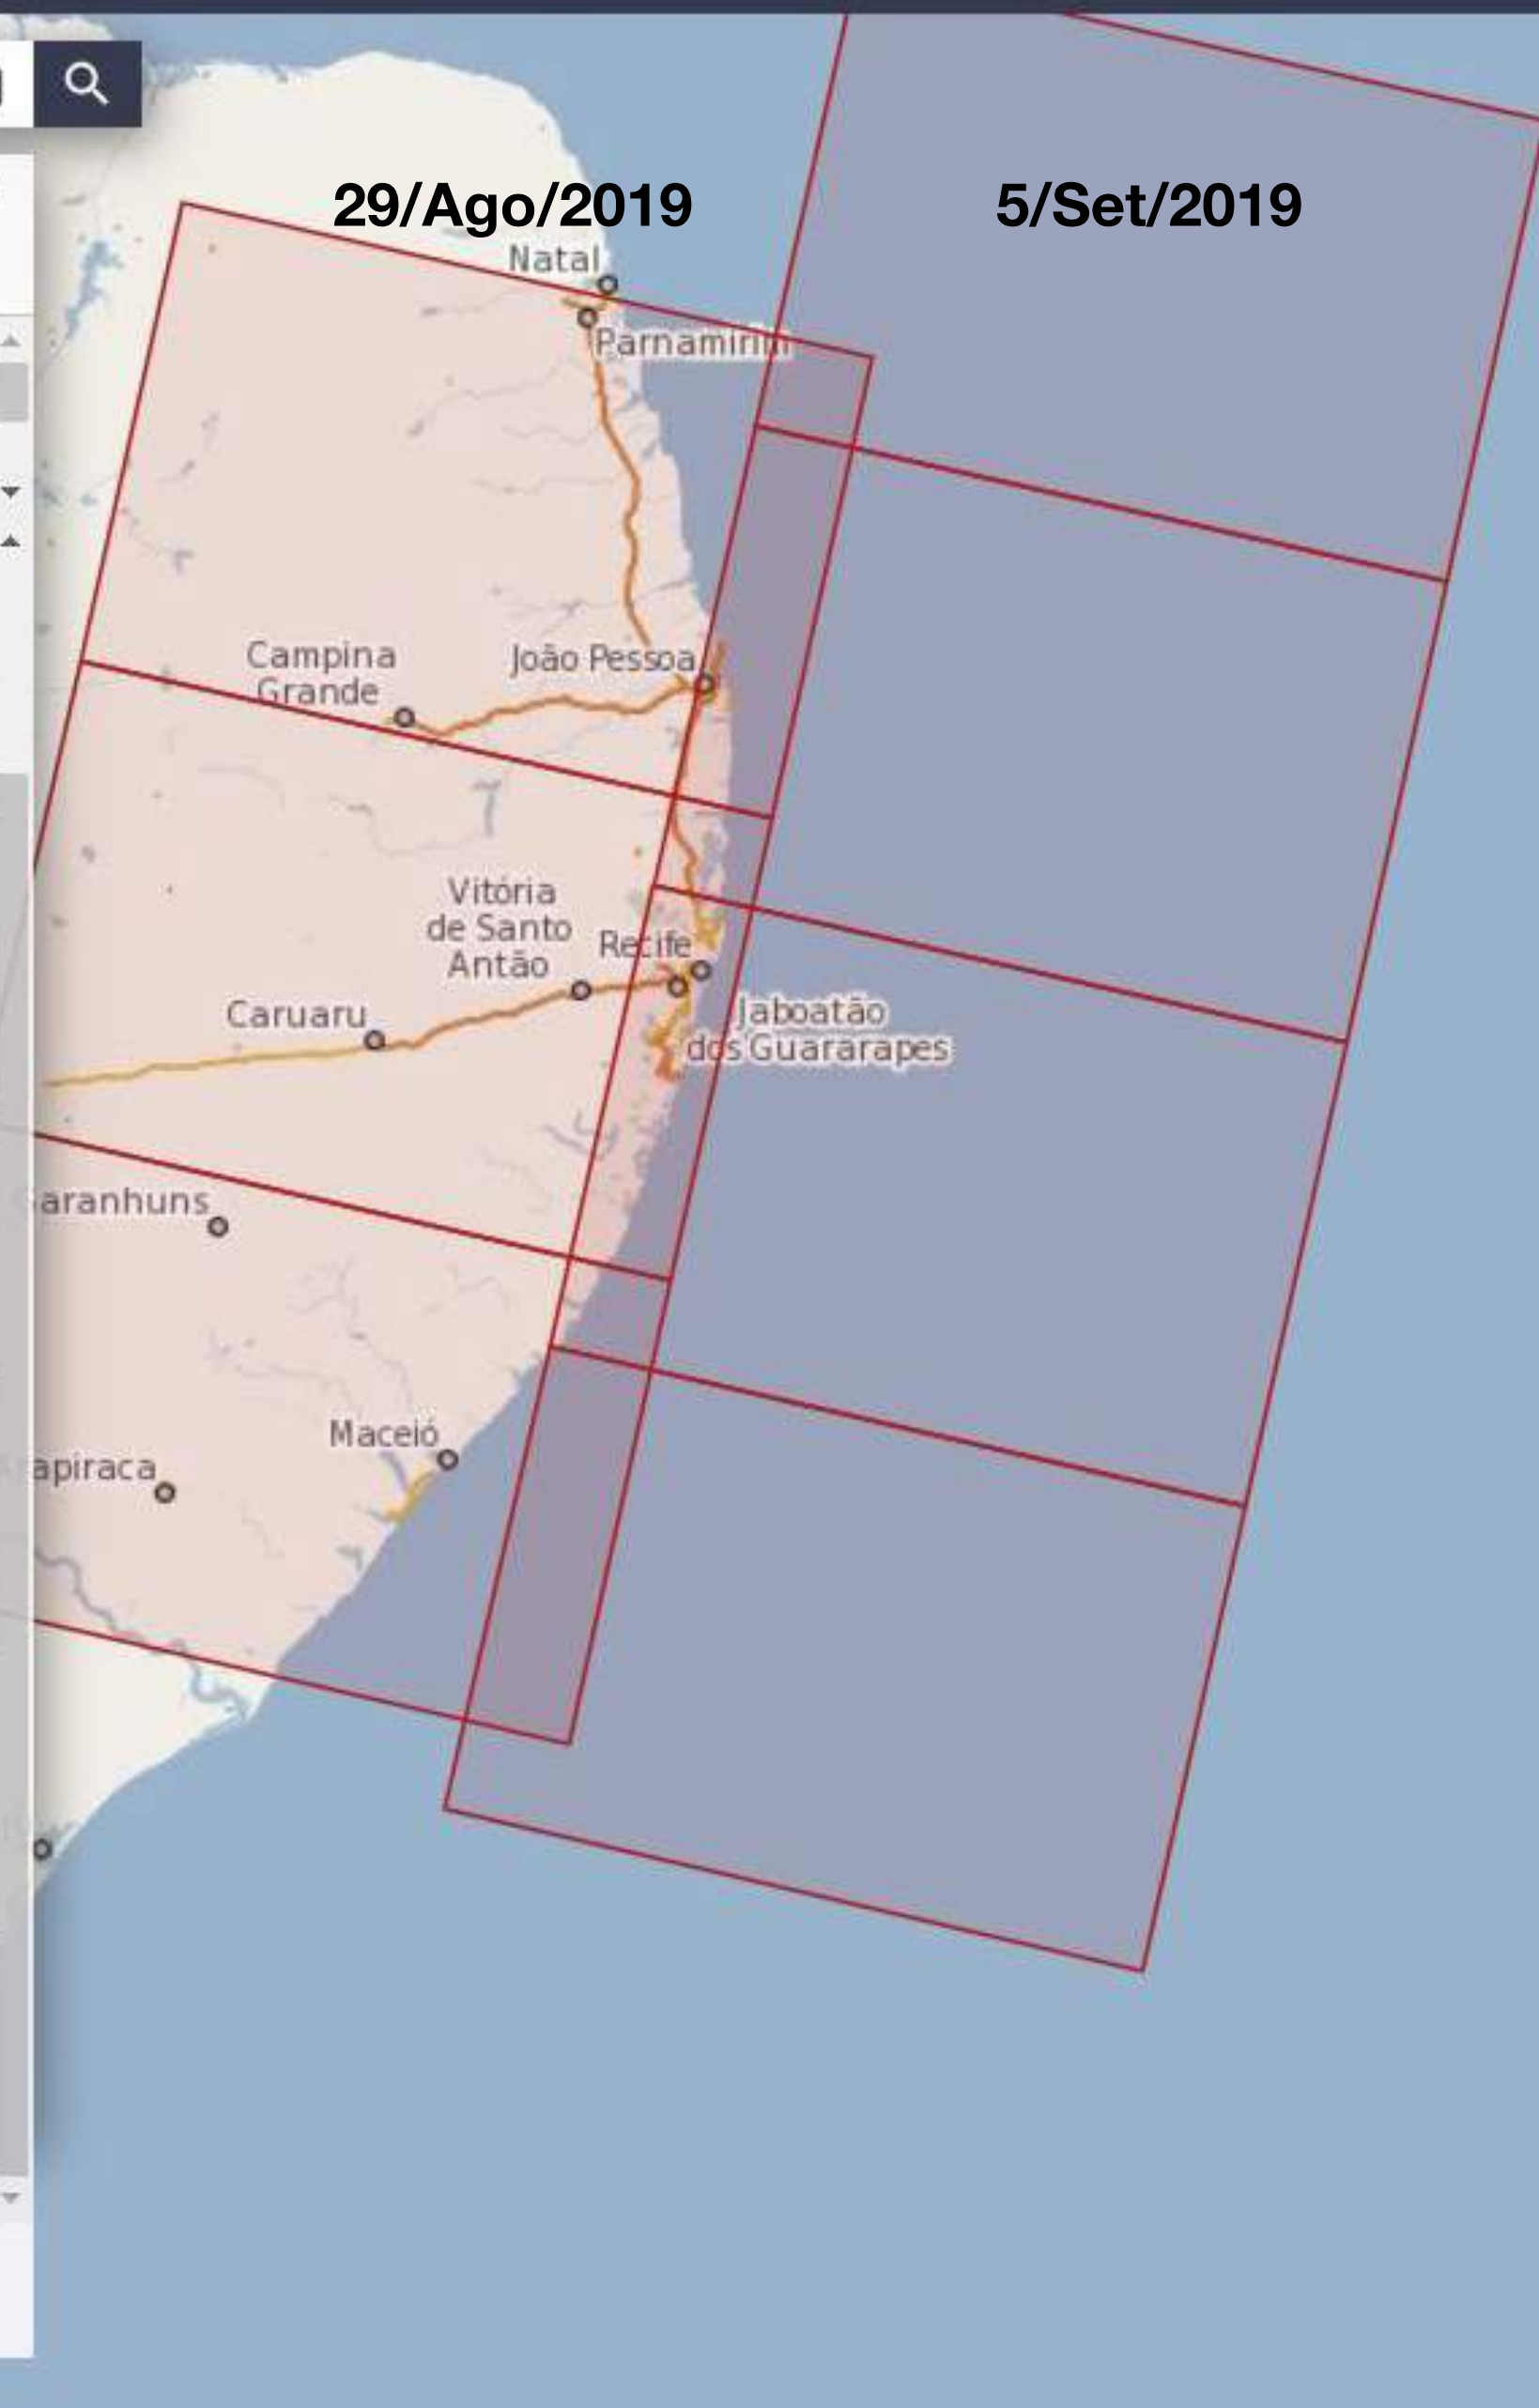 29/Ago/2019
5/Set/2019
Natal
Parnamirim
Campina
Grande
João Pessoa
Vitória
de Santo
Antão
Recife
Caruaru
Jaboatão
dos Guararapes
aranhuns
Maceió
apiraca